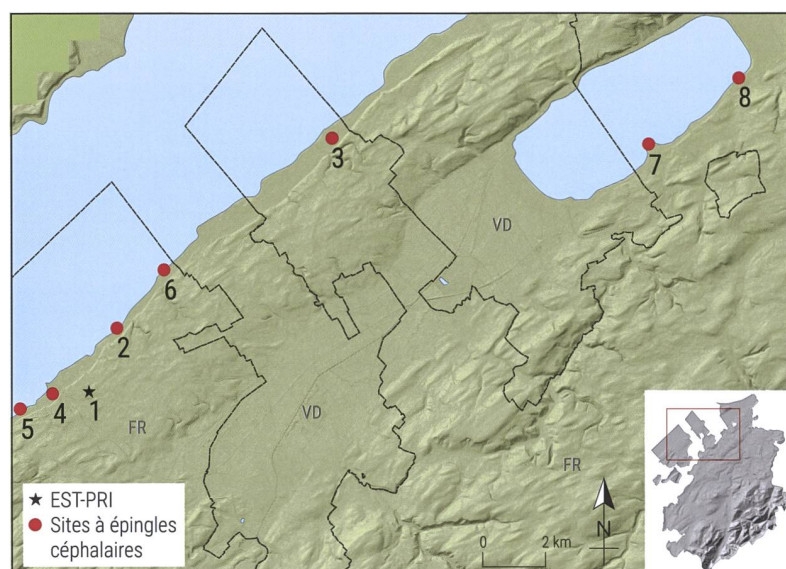 8
3
7
VD
6
2
4
1
5
FR
VD
FR
EST-PRI
Sites à épingles
céphalaires
N
0 2 km